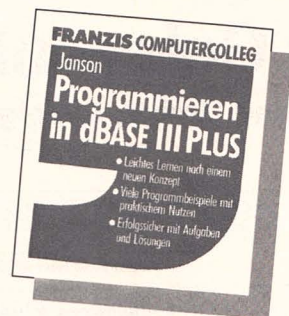 FRANZIS COMPUTERCOLLEG
Janson
Programmieren
in dBASE III PLUS
• Leichtes Lernen nach einem
neuen Konzept
• Viele Programmbeispiele mit
praktischem Nutzen
• Erfolgssicher mit Aufgaben
und Lösungen